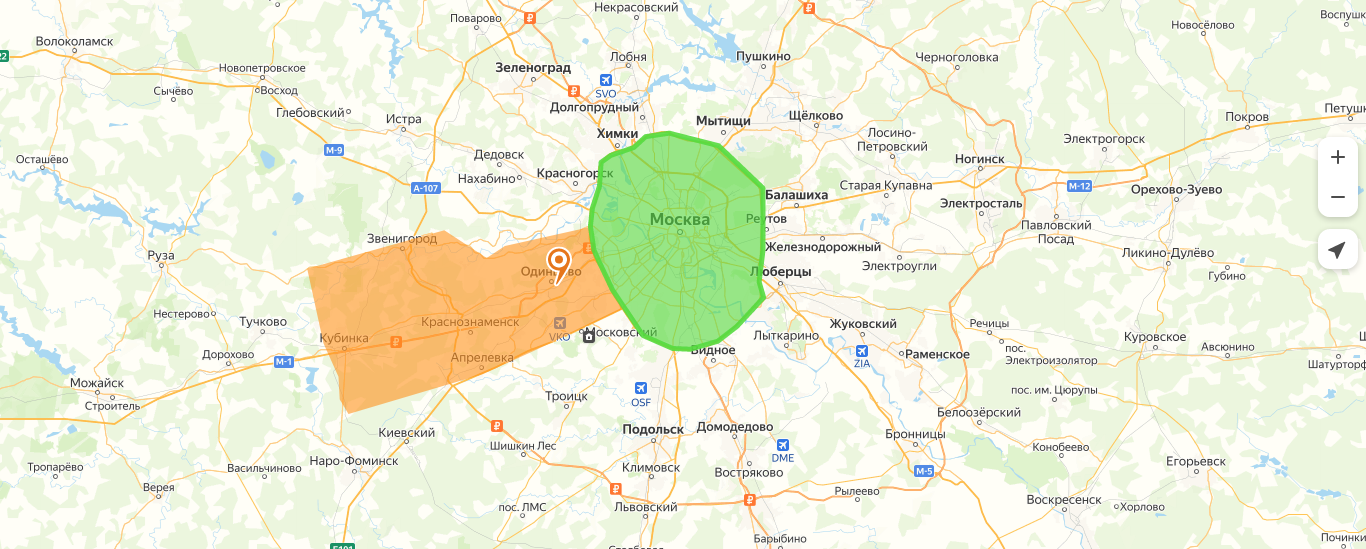 Некрасовский
Поварово
Новосёлово
Воспушк
Волоколамск
22
Лобня
Пушкино
Черноголовка
Новопетровское
Зеленоград
SVO
Сычёво
Восход
Долгопрудный
Глебовский
Истра
Щёлково
Мытищи
Покров
Петушк
Химки
Лосино-
Петровский
Электрогорск
М-9
Осташёво
Дедовск
Нахабино
Красногорск
Ногинск
А-107
Балашиха
Старая Купавна
М-12
Орехово-Зуево
Электросталь
Москва
Реутов
Павловский
Посад
Звенигород
Железнодорожный
Руза
Ликино-Дулёво
Электроугли
Одинцово
Люберцы
Губино
Нестерово
Тучково
Краснознаменск
VKO
Московский
Кубинка
Жуковский
Речицы
Лыткарино
Куровское
Видное
Дорохово
М-1
Апрелевка
ZIA
Раменское
пос.
Электроизолятор
Авсюнино
Шатурторф
Можайск
Строитель
Троицк
OSF
пос. им. Цюрупы
Белоозёрский
Киевский
Подольск
Домодедово
Бронницы
Шишкин Лес
DME
Конобеево
Тропарёво
Васильчиново
Наро-Фоминск
Климовск
Востряково
М-5
Егорьевск
Верея
Рылеево
Воскресенск
Хорлово
пос. ЛМС
Львовский
Барыбино
Починки